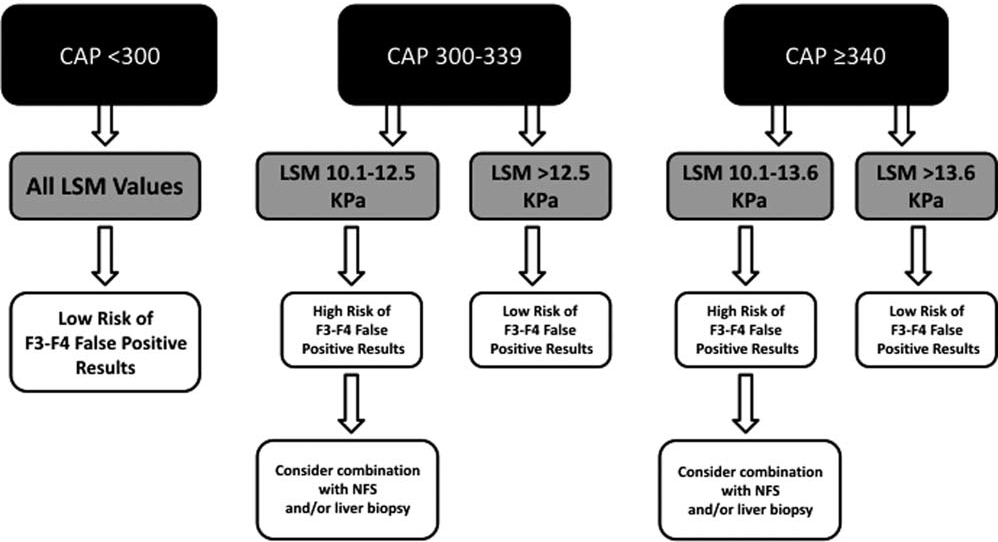 CAP <300
CAP 300-339
CAP ≥340
All LSM Values
LSM 10.1-12.5
KPa
LSM >12.5
KPa
LSM 10.1-13.6
KPa
LSM >13.6
KPa
Low Risk of
F3-F4 False Positive
Results
High Risk of
F3-F4 False
Positive Results
Low Risk of
F3-F4 False
Positive Results
High Risk of
F3-F4 False
Positive Results
Low Risk of
F3-F4 False
Positive Results
Consider combination
with NFS
and/or liver biopsy
Consider combination
with NFS
and/or liver biopsy